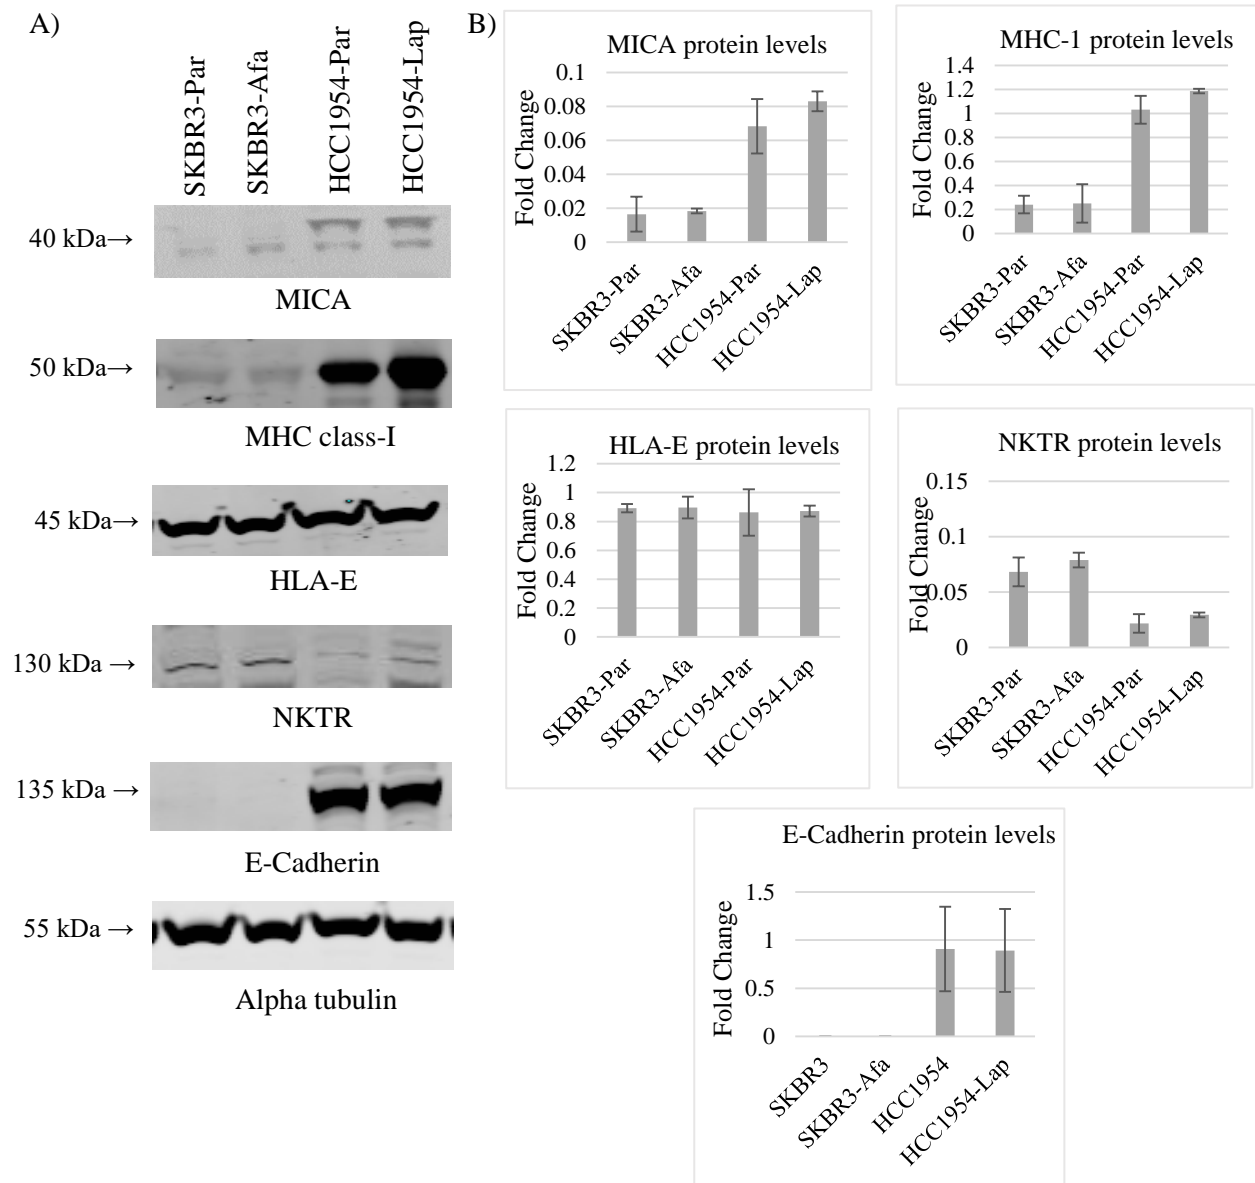 A)
SKBR3-Par
SKBR3-Afa
HCC1954-Par
HCC1954-Lap
40 kDa→
MICA
50 kDa→
MHC class-I
45 kDa→
HLA-E
130 kDa →
NKTR
135 kDa →
E-Cadherin
55 kDa →
Alpha tubulin
B)
MICA protein levels
Fold Change
0.1
0.08
0.06
0.04
0.02
0
SKBR3-Par
SKBR3-Afa
HCC1954-Par
HCC1954-Lap
MHC-1 protein levels
Fold Change
1.4
1.2
1
0.8
0.6
0.4
0.2
0
SKBR3-Par
SKBR3-Afa
HCC1954-Par
HCC1954-Lap
HLA-E protein levels
Fold Change
1.2
1
0.8
0.6
0.4
0.2
0
SKBR3-Par
SKBR3-Afa
HCC1954-Par
HCC1954-Lap
NKTR protein levels
Fold Change
0.15
0.1
0.05
0
SKBR3-Par
SKBR3-Afa
HCC1954-Par
HCC1954-Lap
E-Cadherin protein levels
Fold Change
1.5
1
0.5
0
SKBR3
SKBR3-Afa
HCC1954
HCC1954-Lap